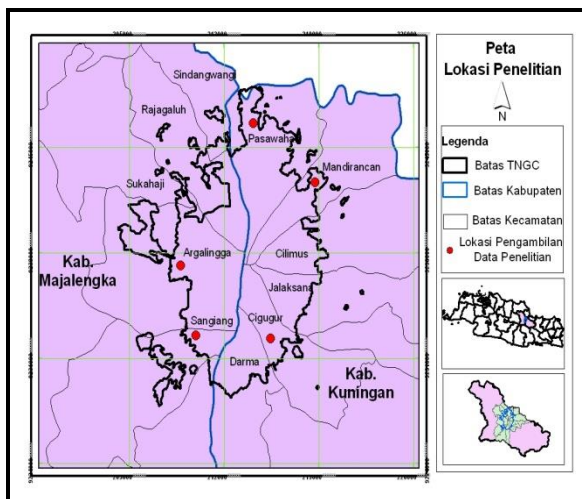 Sindangwangi
Rajagaluh
Pasawaha
Mandirancan
Sukahaji
Argalingga
Cilimus
Kab.
Majalengka
Jalaksana
Sangiang
Cigugur
Darma
Kab.
Kuningan
Peta
Lokasi Penelitian
N
Legenda
Batas TNGC
Batas Kabupaten
Batas Kecamatan
Lokasi Pengambilan
Data Penelitian